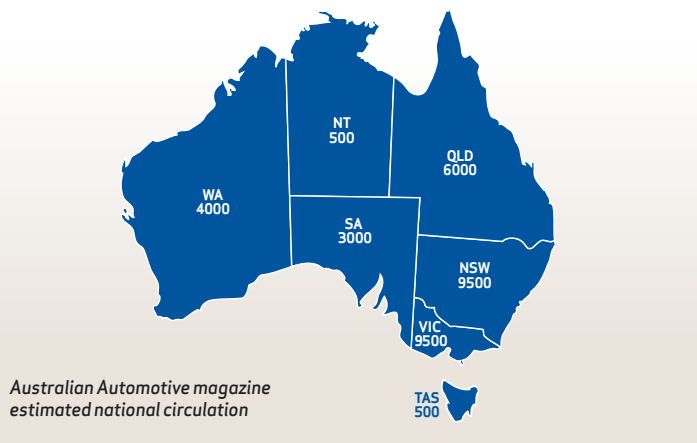 NT
500
QLD
6000
WA
4000
SA
3000
NSW
9500
VIC
9500
TAS
500
Australian Automotive magazine
estimated national circulation